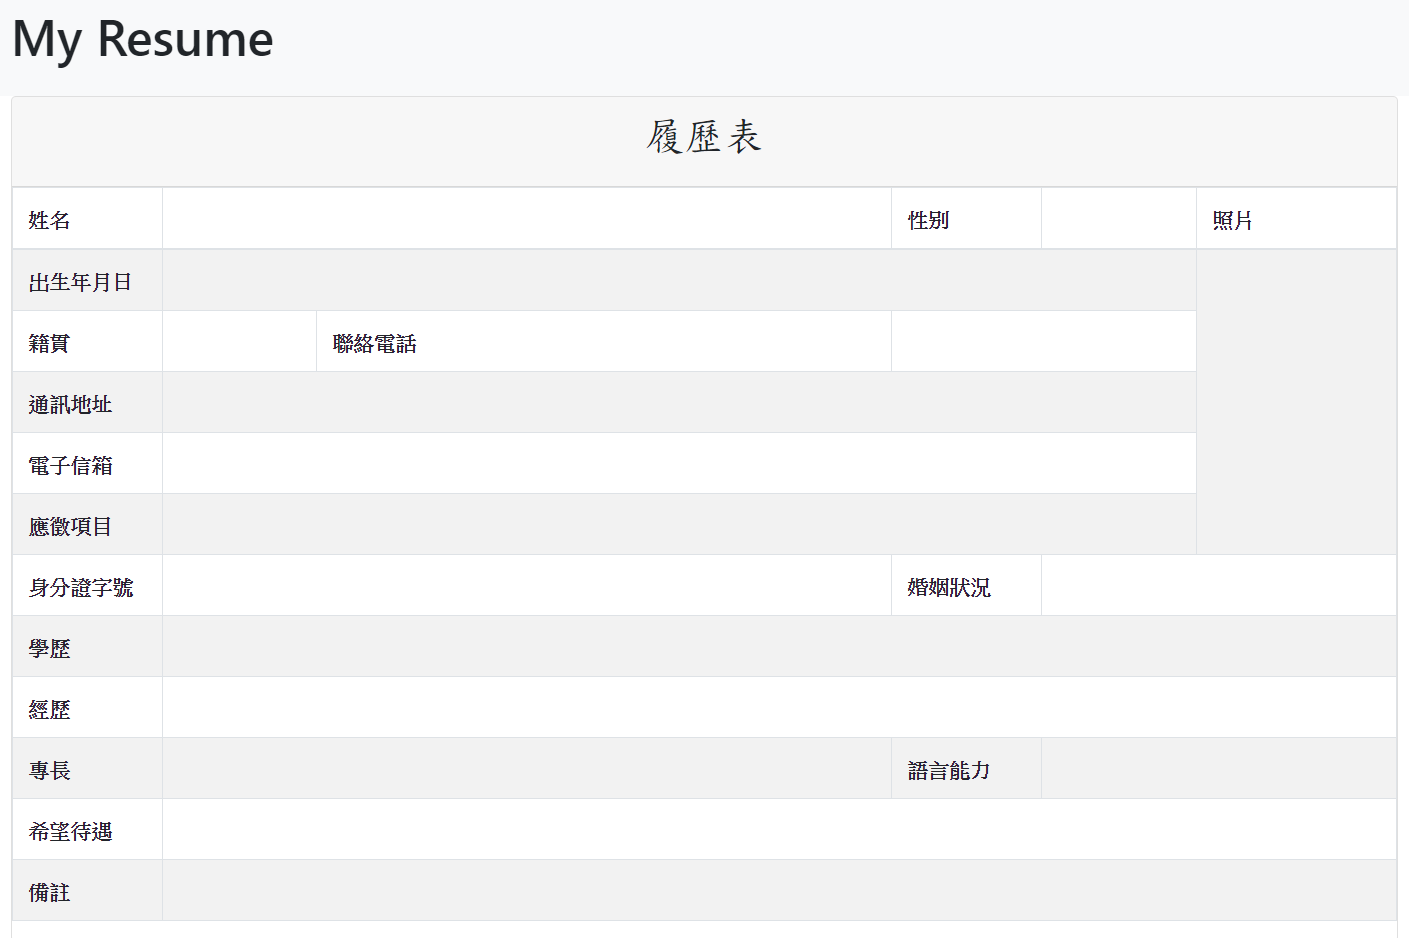 My Resume
履歷表
姓名 性別 照片
出生年月日
籍貫 聯絡電話
通訊地址
電子信箱
應徵項目
身分證字號 婚姻狀況
學歷
經歷
專長 語言能力
希望待遇
備註